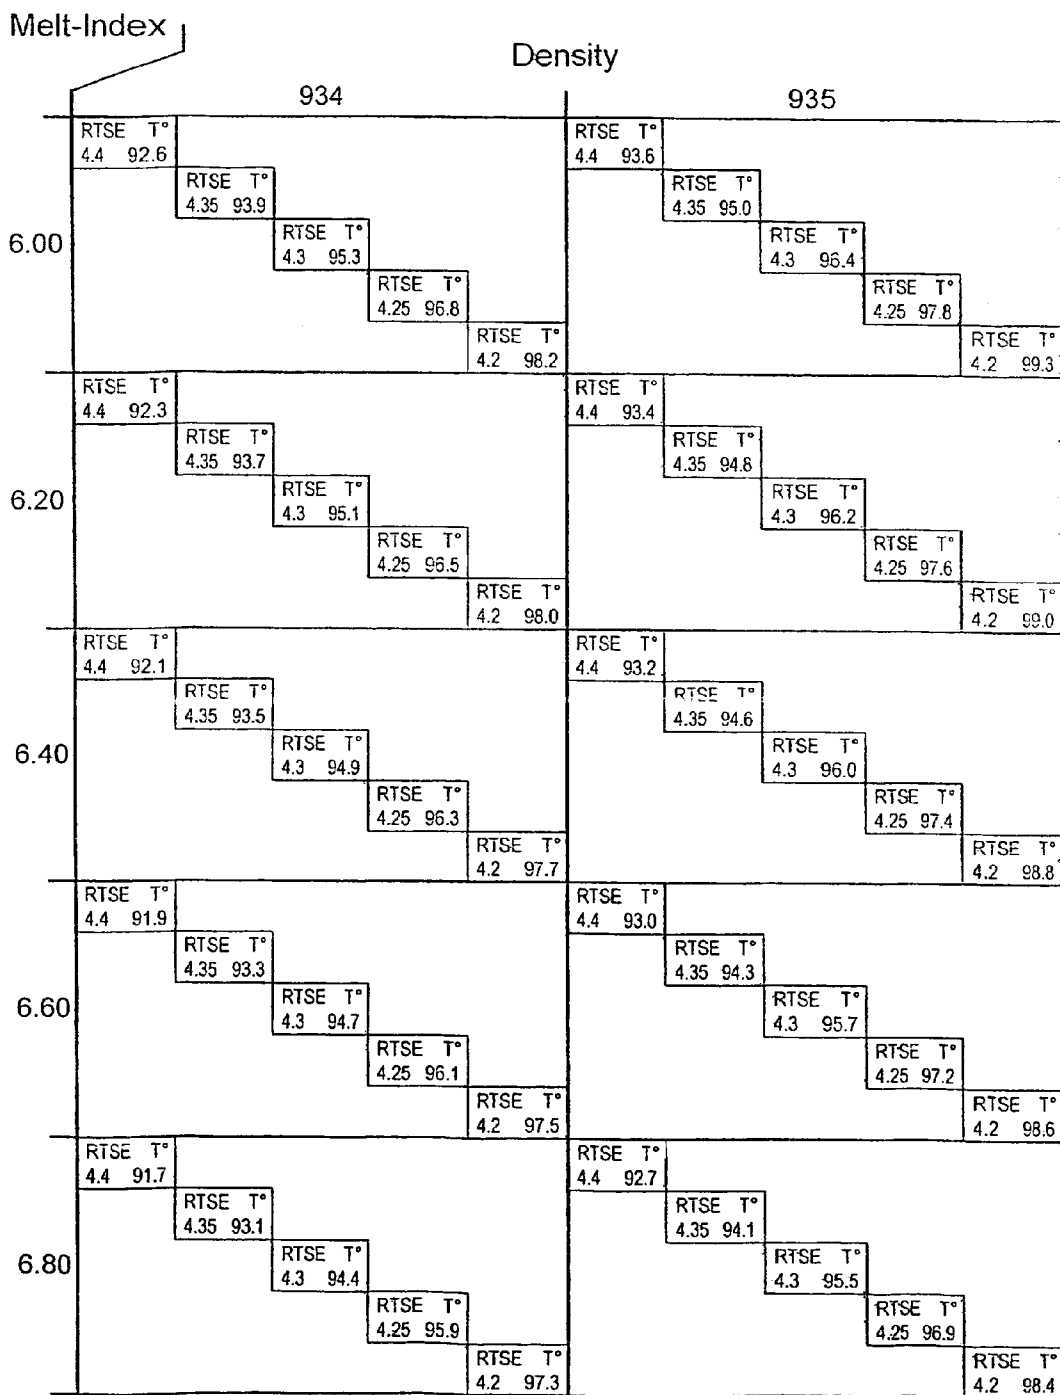 Melt-Index
Density
934 935
RTSE T° RTSE T°
4.4 92.6 4.4 93.6
RTSE T° RTSE T°
4.35 93.9 4.35 95.0
6.00
RTSE T° RTSE T°
4.3 95.3 4.3 96.4
RTSE T° RTSE T°
4.25 96.8 4.25 97.8
RTSE T° RTSE T°
4.2 98.2 4.2 99.3
RTSE T° RTSE T°
4.4 92.3 4.4 93.4
RTSE T° RTSE T°
4.35 93.7 4.35 94.8
6.20
RTSE T° RTSE T°
4.3 95.1 4.3 96.2
RTSE T° RTSE T°
4.25 96.5 4.25 97.6
RTSE T° RTSE T°
4.2 98.0 4.2 99.0
RTSE T° RTSE T°
4.4 92.1 4.4 93.2
RTSE T° RTSE T°
4.35 93.5 4.35 94.6
6.40
RTSE T° RTSE T°
4.3 94.9 4.3 96.0
RTSE T° RTSE T°
4.25 96.3 4.25 97.4
RTSE T° RTSE T°
4.2 97.7 4.2 98.8
RTSE T° RTSE T°
4.4 91.9 4.4 93.0
RTSE T° RTSE T°
4.35 93.3 4.35 94.3
6.60
RTSE T° RTSE T°
4.3 94.7 4.3 95.7
RTSE T° RTSE T°
4.25 96.1 4.25 97.2
RTSE T° RTSE T°
4.2 97.5 4.2 98.6
RTSE T° RTSE T°
4.4 91.7 4.4 92.7
RTSE T° RTSE T°
4.35 93.1 4.35 94.1
6.80
RTSE T° RTSE T°
4.3 94.4 4.3 95.5
RTSE T° RTSE T°
4.25 95.9 4.25 96.9
RTSE T° RTSE T°
4.2 97.3 4.2 98.4